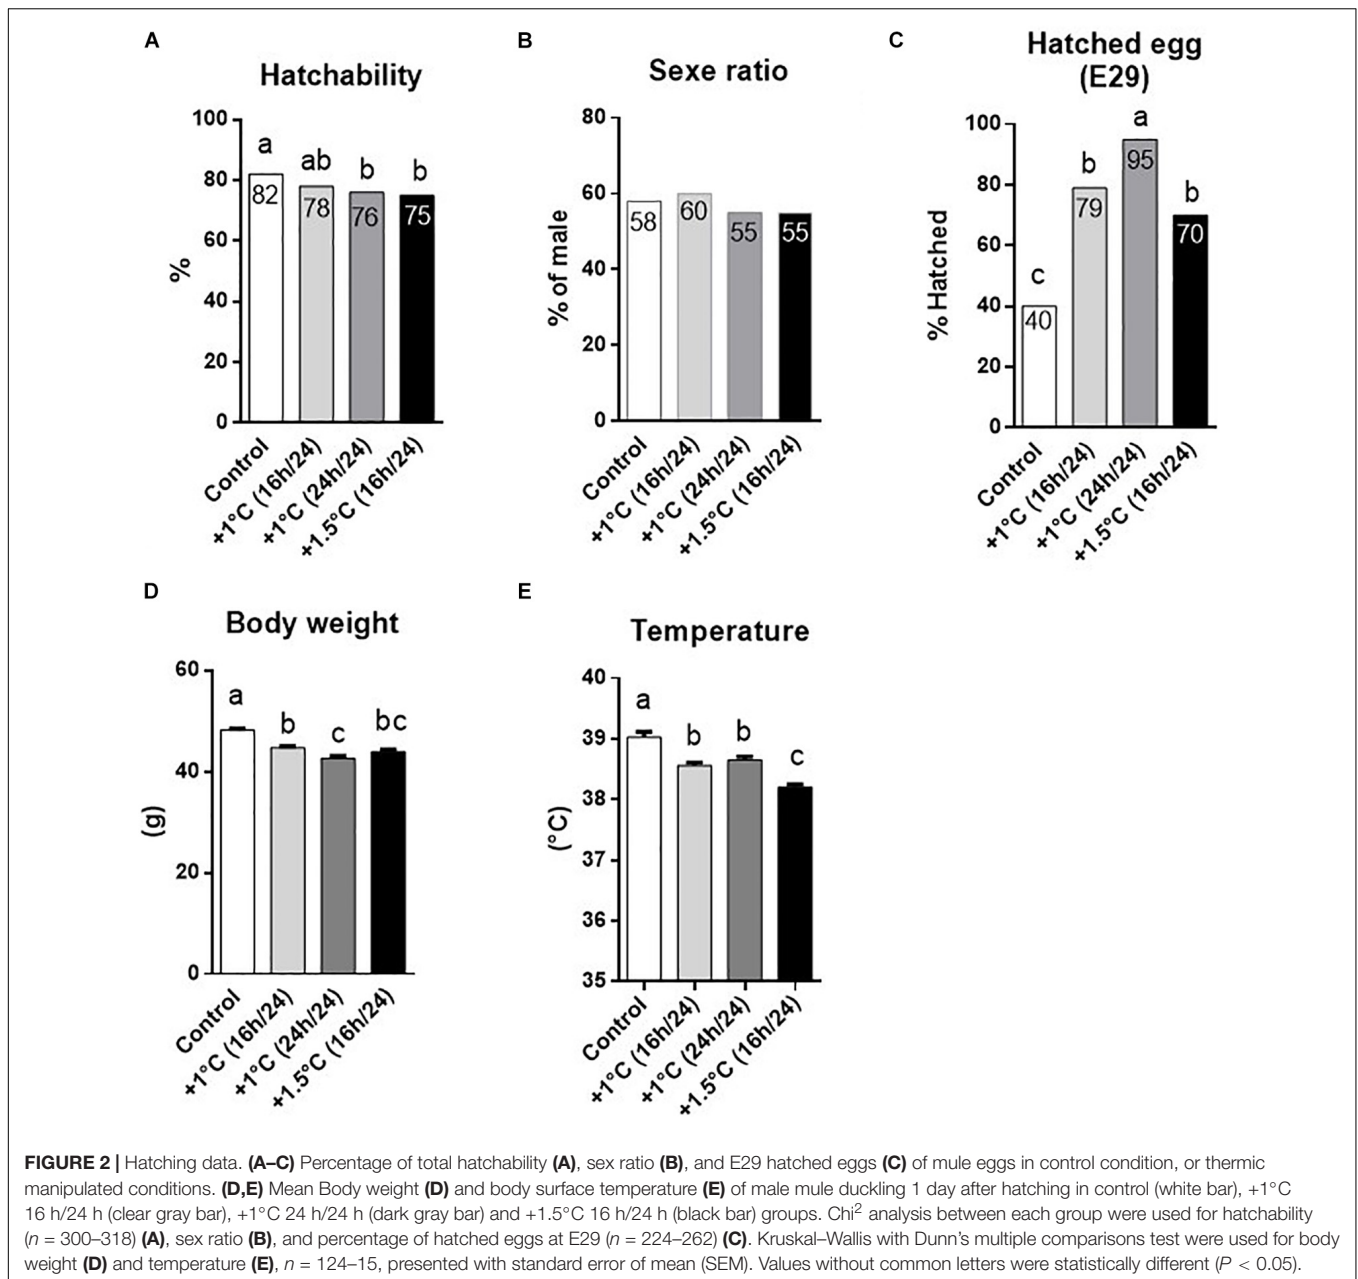 A
Hatchability
100
80
60
40
20
0
%
a
ab
b
b
82
78
76
75
Control
+1°C (16h/24)
+1°C (24h/24)
+1.5°C (16h/24)
B
Sexe ratio
80
60
40
20
0
% of male
58
60
55
55
Control
+1°C (16h/24)
+1°C (24h/24)
+1.5°C (16h/24)
C
Hatched egg
(E29)
100
80
60
40
20
0
% Hatched
c
b
a
b
40
79
95
70
Control
+1°C (16h/24)
+1°C (24h/24)
+1.5°C (16h/24)
D
Body weight
60
40
20
0
(g)
a
b
c
bc
Control
+1°C (16h/24)
+1°C (24h/24)
+1.5°C (16h/24)
E
Temperature
40
39
38
37
36
35
(°C)
a
b
b
c
Control
+1°C (16h/24)
+1°C (24h/24)
+1.5°C (16h/24)
FIGURE 2 | Hatching data. (A–C) Percentage of total hatchability (A), sex ratio (B), and E29 hatched eggs (C) of mule eggs in control condition, or thermic
manipulated conditions. (D,E) Mean Body weight (D) and body surface temperature (E) of male mule duckling 1 day after hatching in control (white bar), +1°C
16 h/24 h (clear gray bar), +1°C 24 h/24 h (dark gray bar) and +1.5°C 16 h/24 h (black bar) groups. Chi² analysis between each group were used for hatchability
(n = 300–318) (A), sex ratio (B), and percentage of hatched eggs at E29 (n = 224–262) (C). Kruskal–Wallis with Dunn's multiple comparisons test were used for body
weight (D) and temperature (E), n = 124–15, presented with standard error of mean (SEM). Values without common letters were statistically different (P < 0.05).